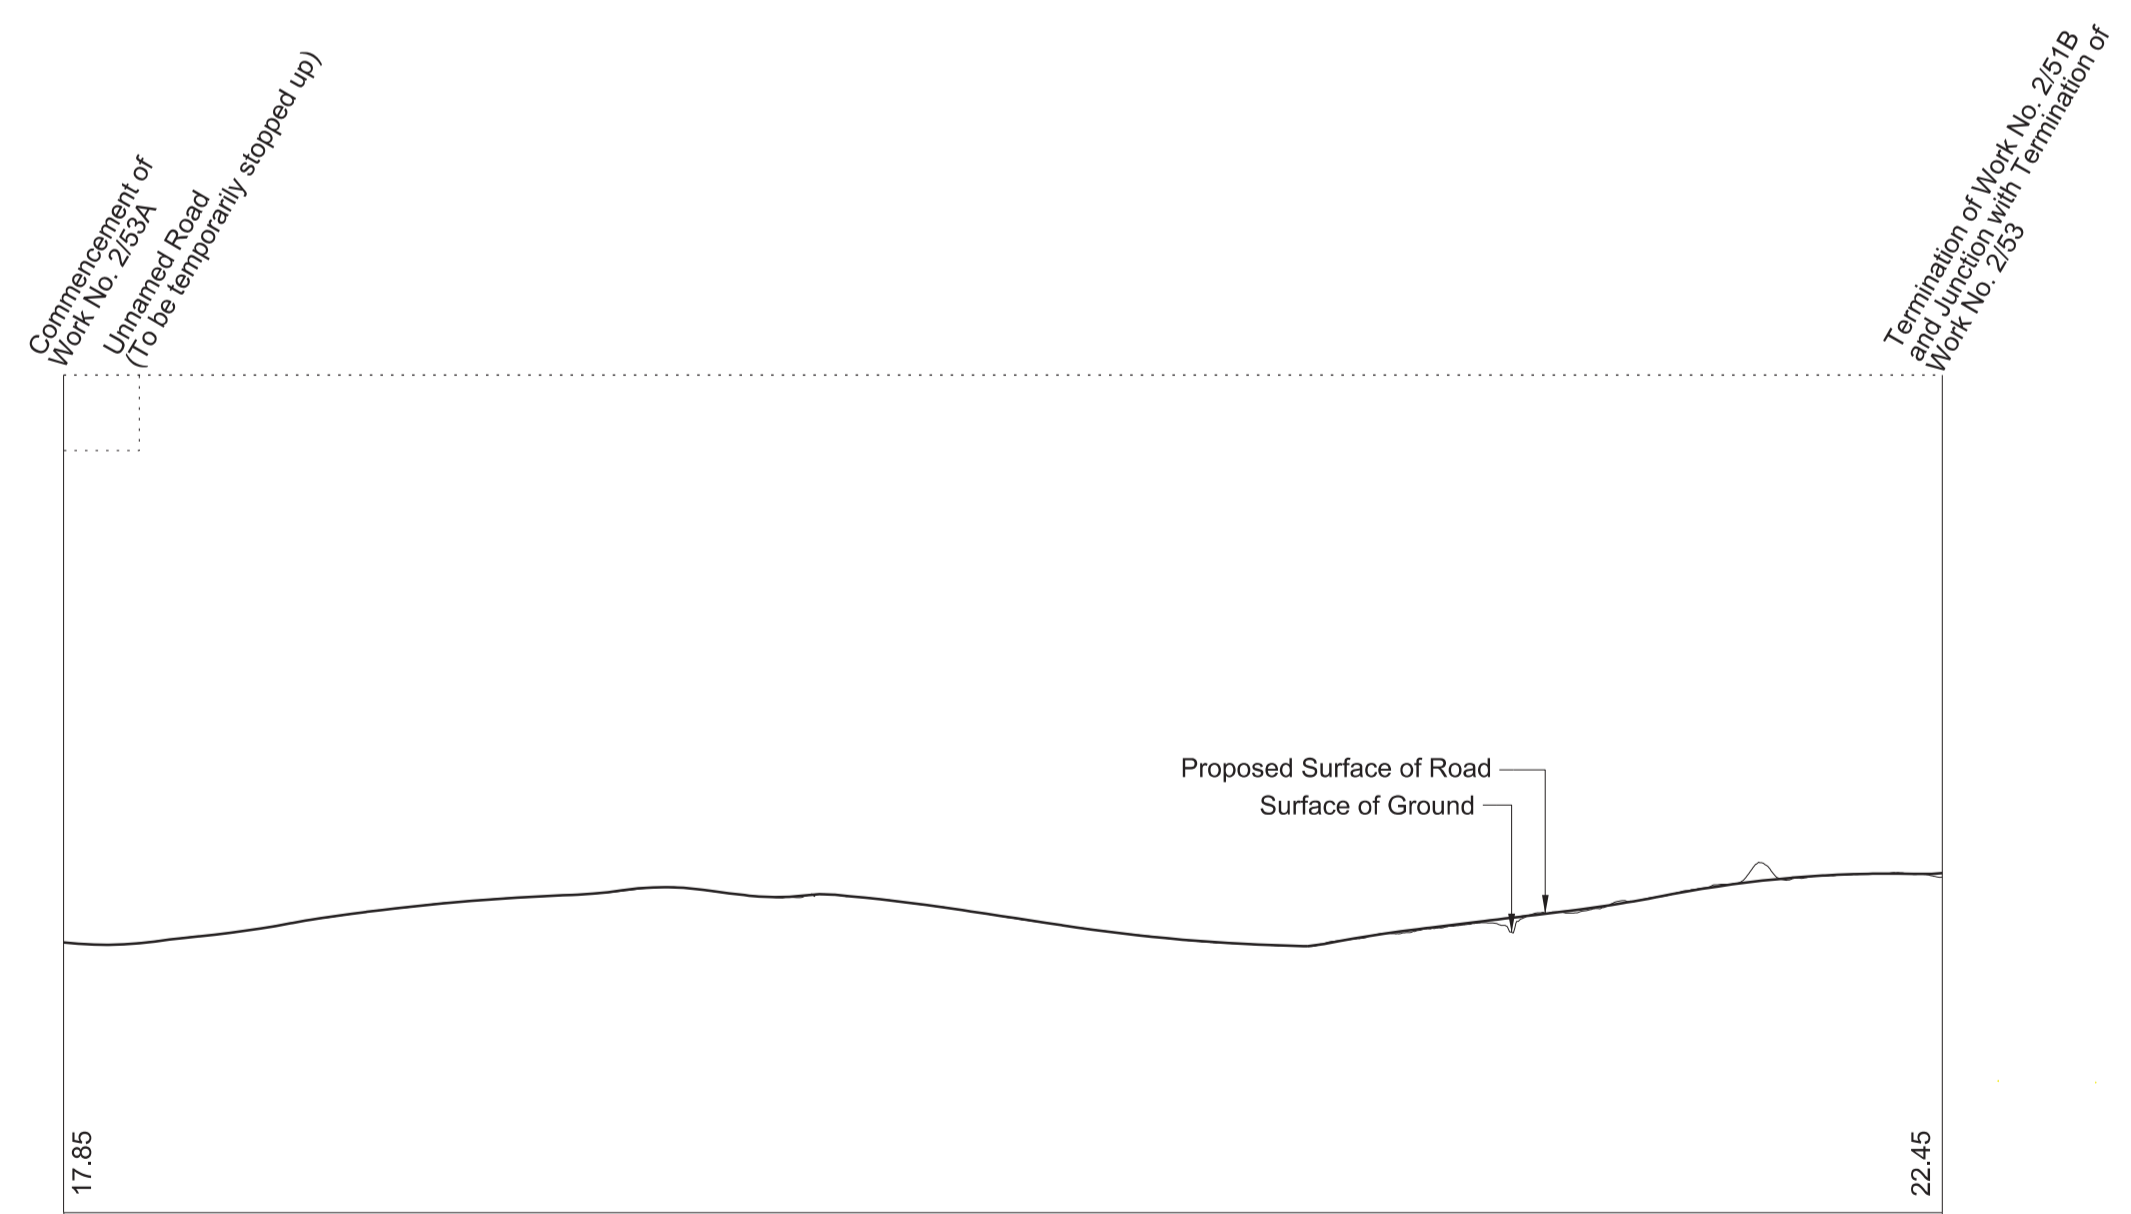 Commencement of
Work No. 2/53A
Unnamed Road
(To be temporarily stopped up)
Termination of Work No. 2/51B
and Junction with Termination of
Work No. 2/53
Proposed Surface of Road
Surface of Ground
17.85
22.45